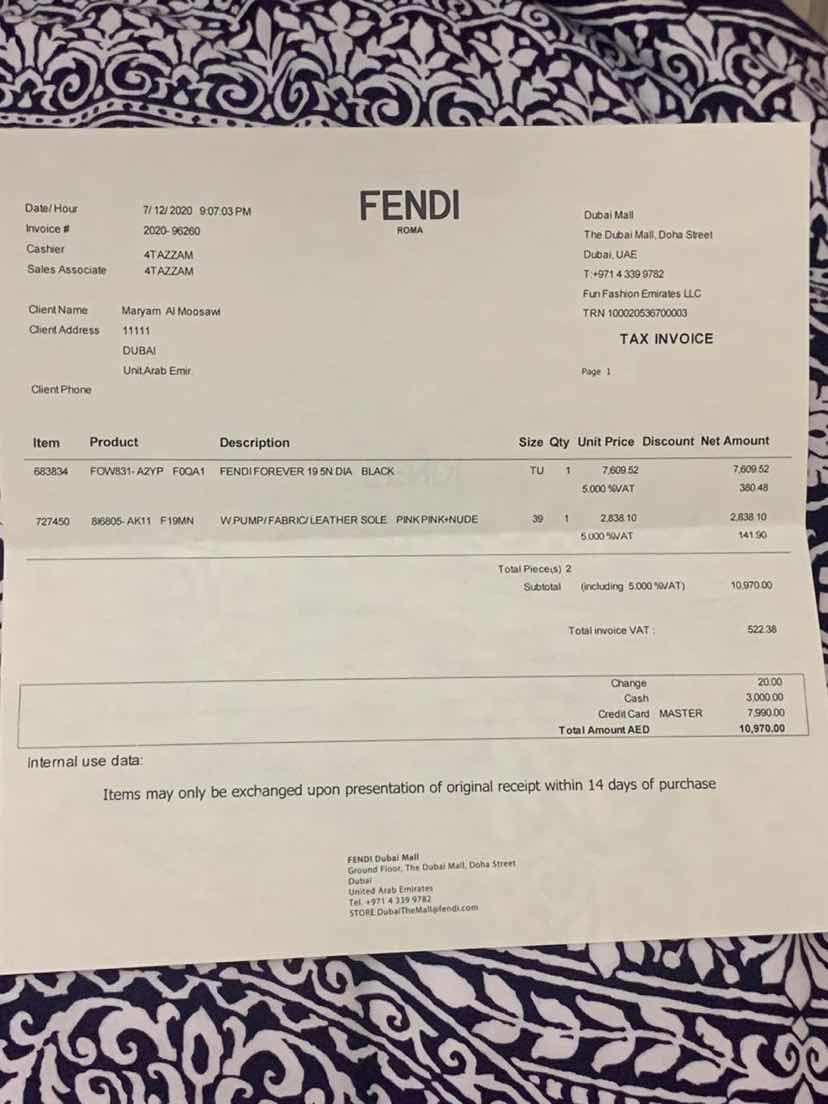 FENDI
ROMA
Date/Hour 7/12/2020 9:07:03 PM
Invoice # 2020-96260
Cashier 4TAZZAM
Sales Associate 4TAZZAM
Client Name Maryam Al Moosawi
Client Address 11111
DUBAI
Unit.Arab Emir.
Client Phone
Dubai Mall
The Dubai Mall, Doha Street
Dubai, UAE
T:+971 4 339 9782
Fun Fashion Emirates LLC
TRN 100020536700003
TAX INVOICE
Page 1
Item Product Description Size Qty Unit Price Discount Net Amount
683834 FOW831-A2YP F0QA1 FENDI FOREVER 19 5N DIA BLACK TU 1 7,609.52 7,609.52
5.000 %VAT 380.48
727450 8I6805-AK11 F19MN W.PUMP/FABRIC/LEATHER SOLE PINK PINK+NUDE 39 1 2,838.10 2,838.10
5.000 %VAT 141.90
Total Piece(s) 2
Subtotal (including 5.000 %VAT) 10,970.00
Total invoice VAT : 522.38
Change 20.00
Cash 3,000.00
Credit Card MASTER 7,990.00
Total Amount AED 10,970.00
Internal use data:
Items may only be exchanged upon presentation of original receipt within 14 days of purchase
FENDI Dubai Mall
Ground Floor, The Dubai Mall, Doha Street
Dubai
United Arab Emirates
Tel. +971 4 339 9782
STORE.DubaiTheMall@fendi.com